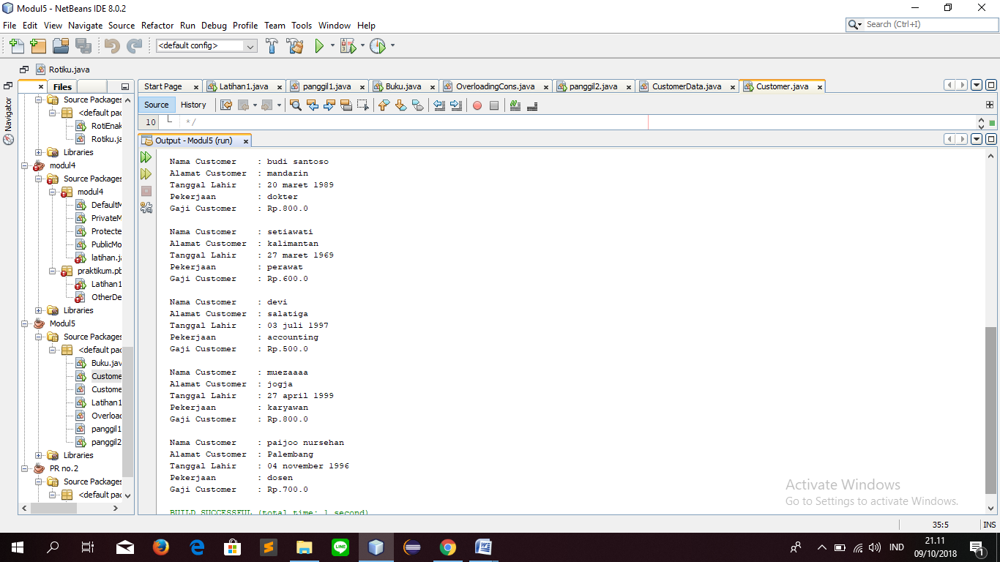 Modul5 - NetBeans IDE 8.0.2
File Edit View Navigate Source Refactor Run Debug Profile Team Tools Window Help
Search (Ctrl+I)
<default config>
Rotiku.java
Files
Start Page Latihan1.java panggil1.java Buku.java OverloadingCons.java panggil2.java CustomerData.java Customer.java
Navigator
Source History
10 */
Output - Modul5 (run)
Source Packages
<default pac
RotiEnak
Rotiku.ja
Libraries
modul4
Source Packages
modul4
DefaultM
PrivateM
Protecte
PublicMo
latihan.ja
praktikum.pb
Latihan1
OtherDe
Libraries
Modul5
Source Packages
<default pac
Buku.jav
Custome
Custome
Latihan1
Overload
panggil1
panggil2
Libraries
PR no.2
Source Packages
<default pac
Nama Customer : budi santoso
Alamat Customer : mandarin
Tanggal Lahir : 20 maret 1989
Pekerjaan : dokter
Gaji Customer : Rp.800.0
Nama Customer : setiawati
Alamat Customer : kalimantan
Tanggal Lahir : 27 maret 1969
Pekerjaan : perawat
Gaji Customer : Rp.600.0
Nama Customer : devi
Alamat Customer : salatiga
Tanggal Lahir : 03 juli 1997
Pekerjaan : accounting
Gaji Customer : Rp.500.0
Nama Customer : muezaaaa
Alamat Customer : jogja
Tanggal Lahir : 27 april 1999
Pekerjaan : karyawan
Gaji Customer : Rp.800.0
Nama Customer : paijoo nursehan
Alamat Customer : Palembang
Tanggal Lahir : 04 november 1996
Pekerjaan : dosen
Gaji Customer : Rp.700.0
BUILD SUCCESSFUL (total time: 1 second)
Activate Windows
Go to Settings to activate Windows.
35:5 INS
IND
21.11
09/10/2018
1